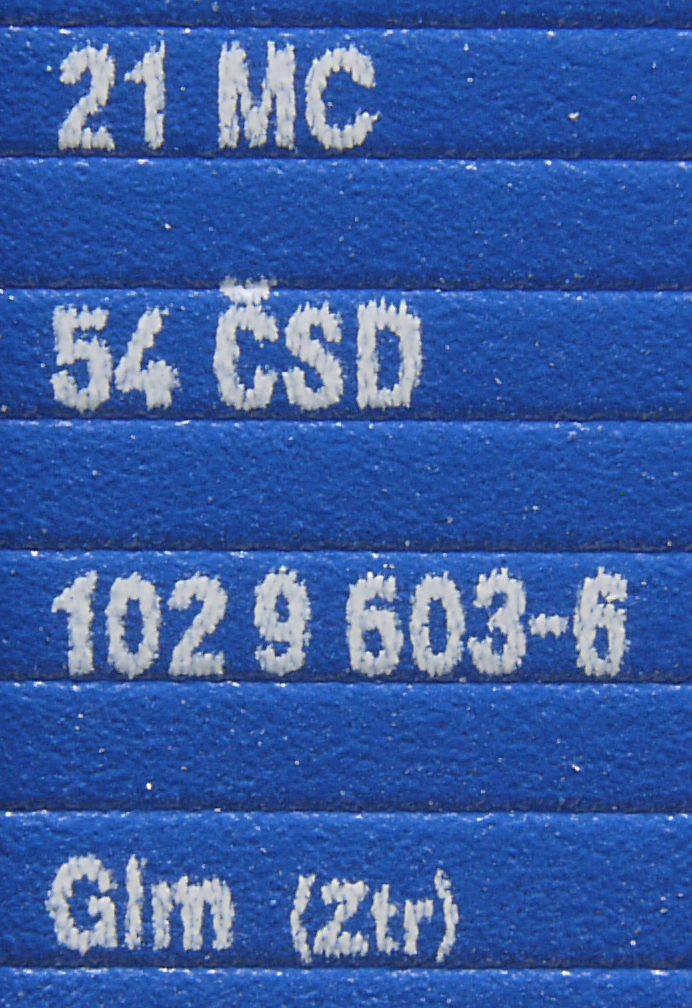 21 MC
54 ČSD
102 9 603-6
Glm (Ztr)